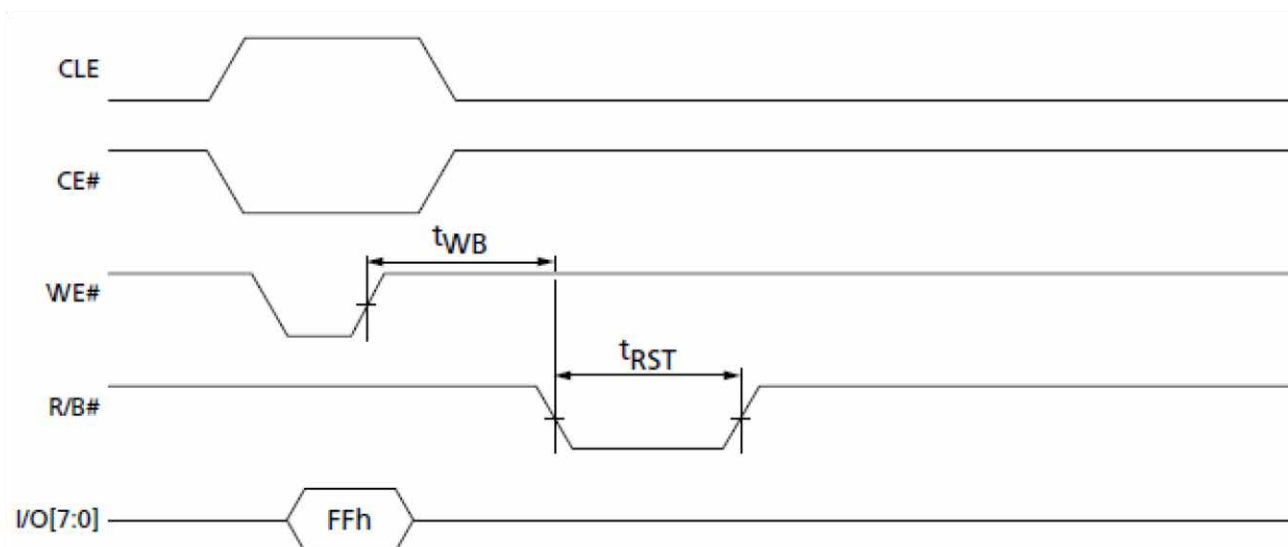 CLE
CE#
tWB
WE#
tRST
R/B#
I/O[7:0]
FFh